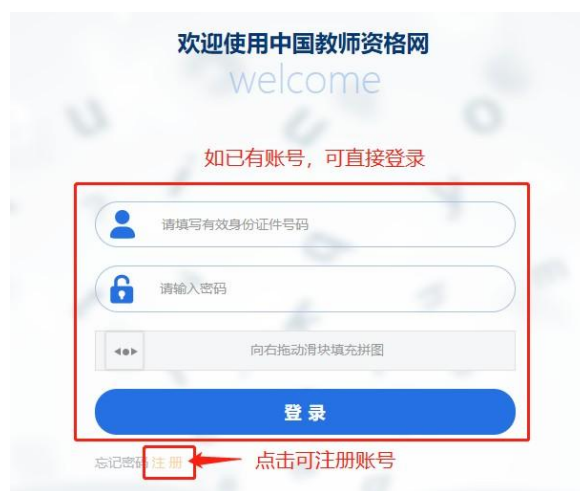 欢迎使用中国教师资格网
welcome
如已有账号，可直接登录
请填写有效身份证件号码
请输入密码
向右拖动滑块填充拼图
登 录
忘记密码 注 册 点击可注册账号